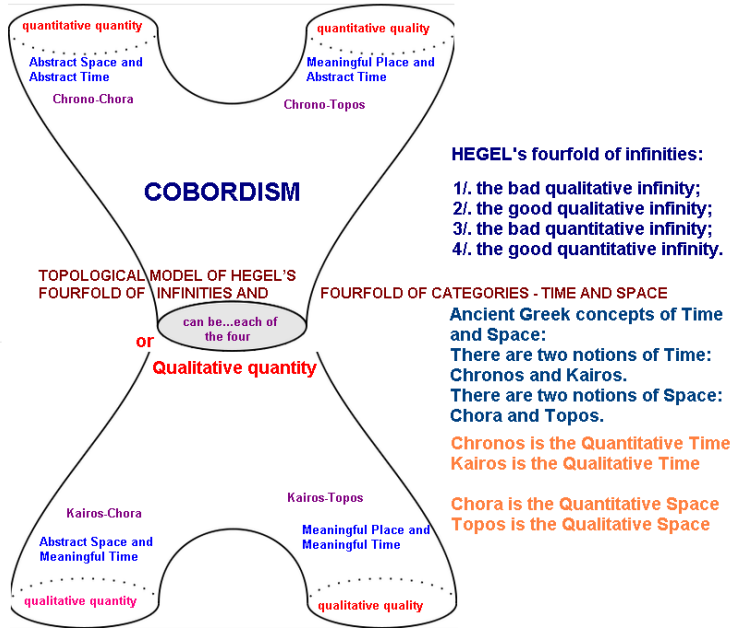 quantitative quantity
quantitative quality
Abstract Space and
Abstract Time
Meaningful Place and
Abstract Time
Chrono-Chora
Chrono-Topos
COBORDISM
HEGEL's fourfold of infinities:
1/. the bad qualitative infinity;
2/. the good qualitative infinity;
3/. the bad quantitative infinity;
4/. the good quantitative infinity.
TOPOLOGICAL MODEL OF HEGEL'S
FOURFOLD OF INFINITIES AND FOURFOLD OF CATEGORIES - TIME AND SPACE
can be...each of
the four
or
Qualitative quantity
Ancient Greek concepts of Time
and Space:
There are two notions of Time:
Chronos and Kairos.
There are two notions of Space:
Chora and Topos.
Chronos is the Quantitative Time
Kairos is the Qualitative Time
Chora is the Quantitative Space
Topos is the Qualitative Space
Kairos-Chora
Kairos-Topos
Abstract Space and
Meaningful Time
Meaningful Place and
Meaningful Time
qualitative quantity
qualitative quality